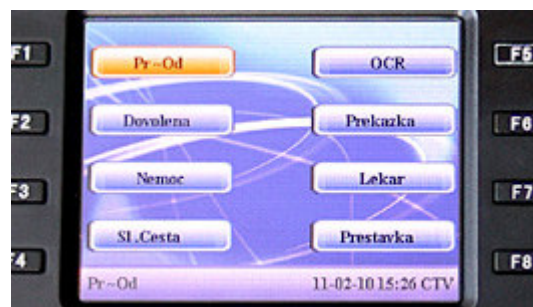 F1 Pr~Od OCR F5
F2 Dovolena Prekazka F6
F3 Nemoc Lekar F7
F4 Sl.Cesta Prestavka F8
Pr~Od 11-02-10 15:26 CTV